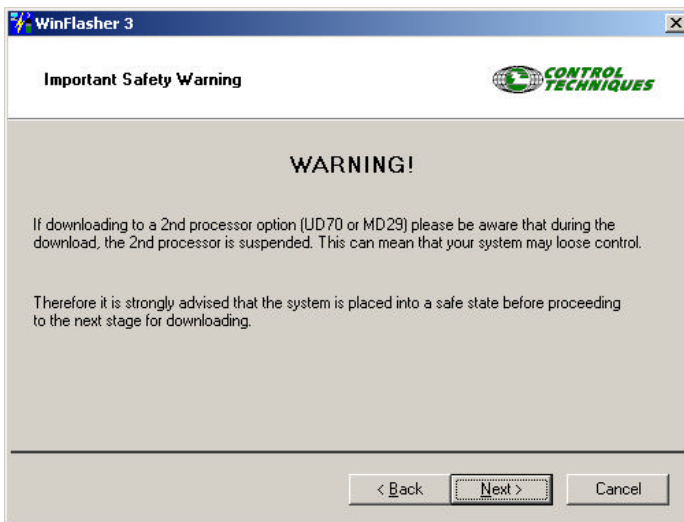 WinFlasher 3
Important Safety Warning
CONTROL
TECHNIQUES
WARNING!
If downloading to a 2nd processor option (UD70 or MD29) please be aware that during the
download, the 2nd processor is suspended. This can mean that your system may loose control.
Therefore it is strongly advised that the system is placed into a safe state before proceeding
to the next stage for downloading.
< Back
Next >
Cancel